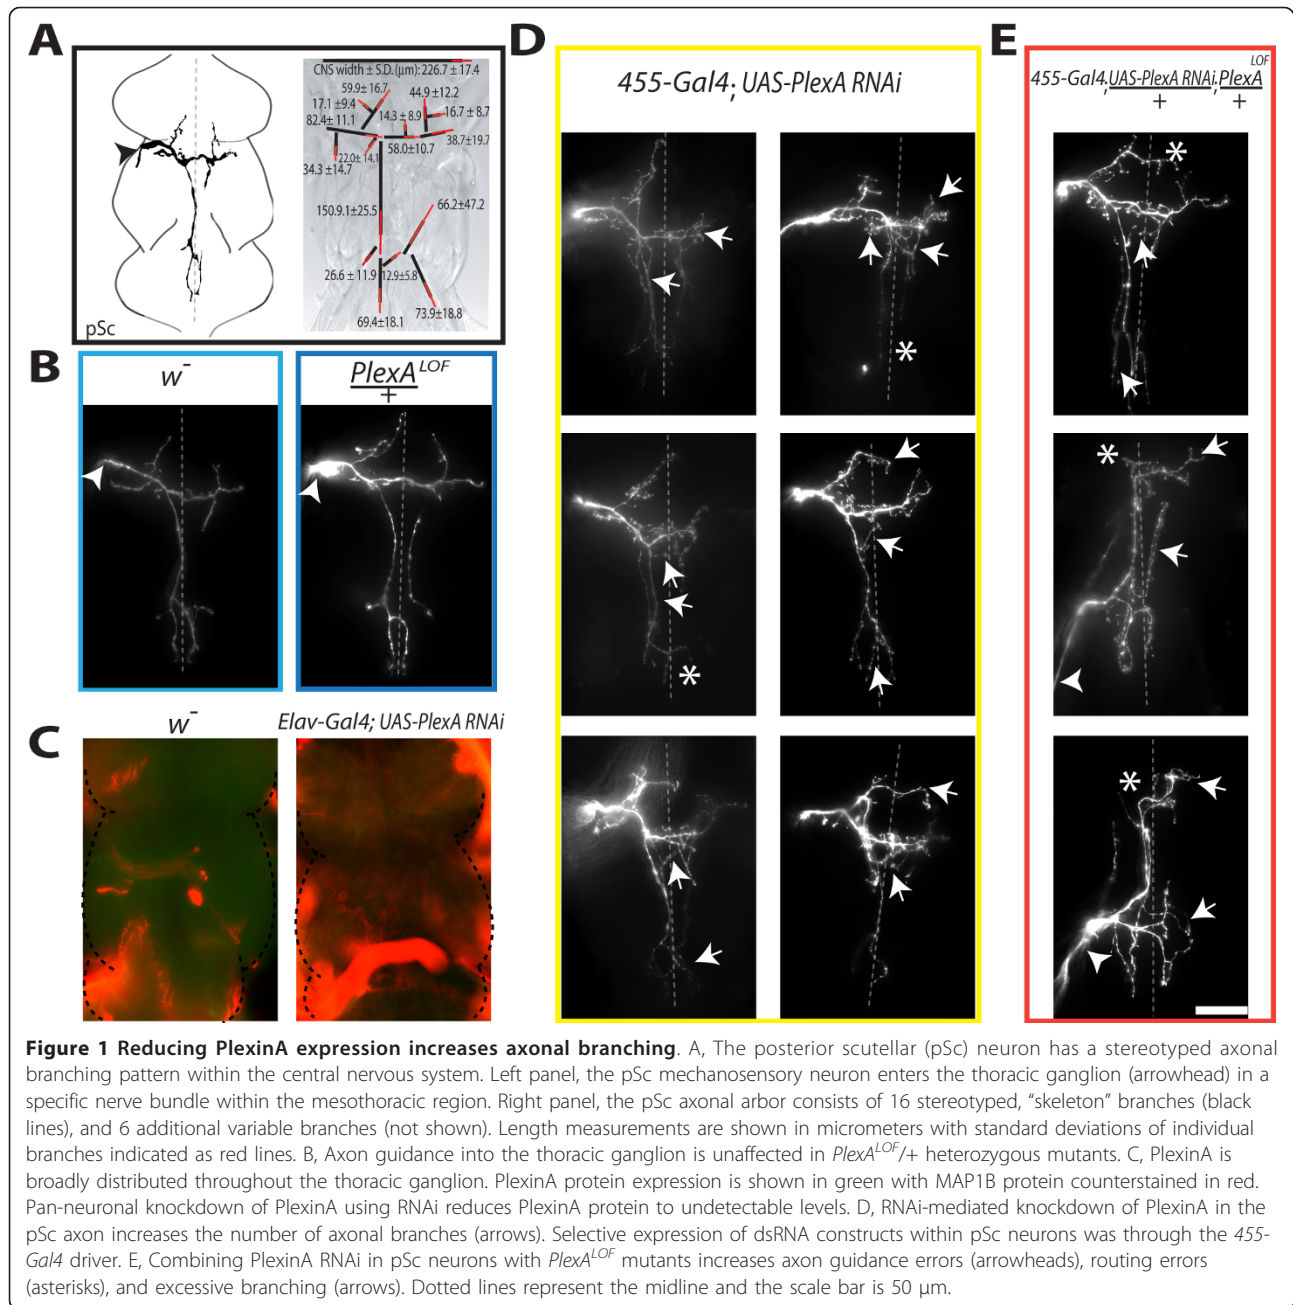 A
CNS width ± S.D. (µm): 226.7 ± 17.4
59.9± 16.7
44.9 ±12.2
17.1 ±9.4
14.3 ± 8.9
16.7 ± 8.7
82.4± 11.1
58.0±10.7
38.7±19.7
22.0± 14.1
34.3 ±14.7
150.9.1±25.5
66.2±47.2
26.6 ± 11.9
12.9±5.8
69.4±18.1
73.9±18.8
pSc
B
w-
PlexA LOF
+
C
w-
Elav-Gal4; UAS-PlexA RNAi
D
455-Gal4; UAS-PlexA RNAi
*
*
E
455-Gal4;UAS-PlexA RNAi;PlexA LOF
+ +
*
*
*
Figure 1 Reducing PlexinA expression increases axonal branching. A, The posterior scutellar (pSc) neuron has a stereotyped axonal
branching pattern within the central nervous system. Left panel, the pSc mechanosensory neuron enters the thoracic ganglion (arrowhead) in a
specific nerve bundle within the mesothoracic region. Right panel, the pSc axonal arbor consists of 16 stereotyped, “skeleton” branches (black
lines), and 6 additional variable branches (not shown). Length measurements are shown in micrometers with standard deviations of individual
branches indicated as red lines. B, Axon guidance into the thoracic ganglion is unaffected in PlexA LOF/+ heterozygous mutants. C, PlexinA is
broadly distributed throughout the thoracic ganglion. PlexinA protein expression is shown in green with MAP1B protein counterstained in red.
Pan-neuronal knockdown of PlexinA using RNAi reduces PlexinA protein to undetectable levels. D, RNAi-mediated knockdown of PlexinA in the
pSc axon increases the number of axonal branches (arrows). Selective expression of dsRNA constructs within pSc neurons was through the 455-
Gal4 driver. E, Combining PlexinA RNAi in pSc neurons with PlexA LOF mutants increases axon guidance errors (arrowheads), routing errors
(asterisks), and excessive branching (arrows). Dotted lines represent the midline and the scale bar is 50 µm.